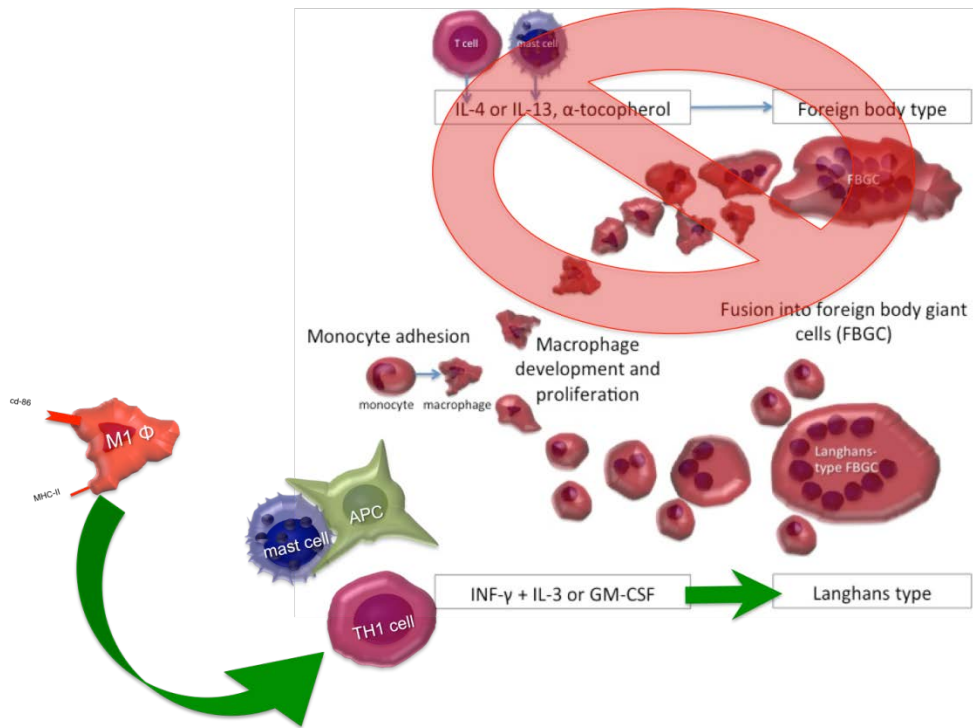 T cell
mast cell
IL-4 or IL-13, α-tocopherol
Foreign body type
FBGC
Fusion into foreign body giant
cells (FBGC)
Monocyte adhesion
Macrophage
development and
proliferation
monocyte
macrophage
cd-86
M1 Φ
MHC-II
Langhans-
type FBGC
APC
mast cell
TH1 cell
INF-γ + IL-3 or GM-CSF
Langhans type